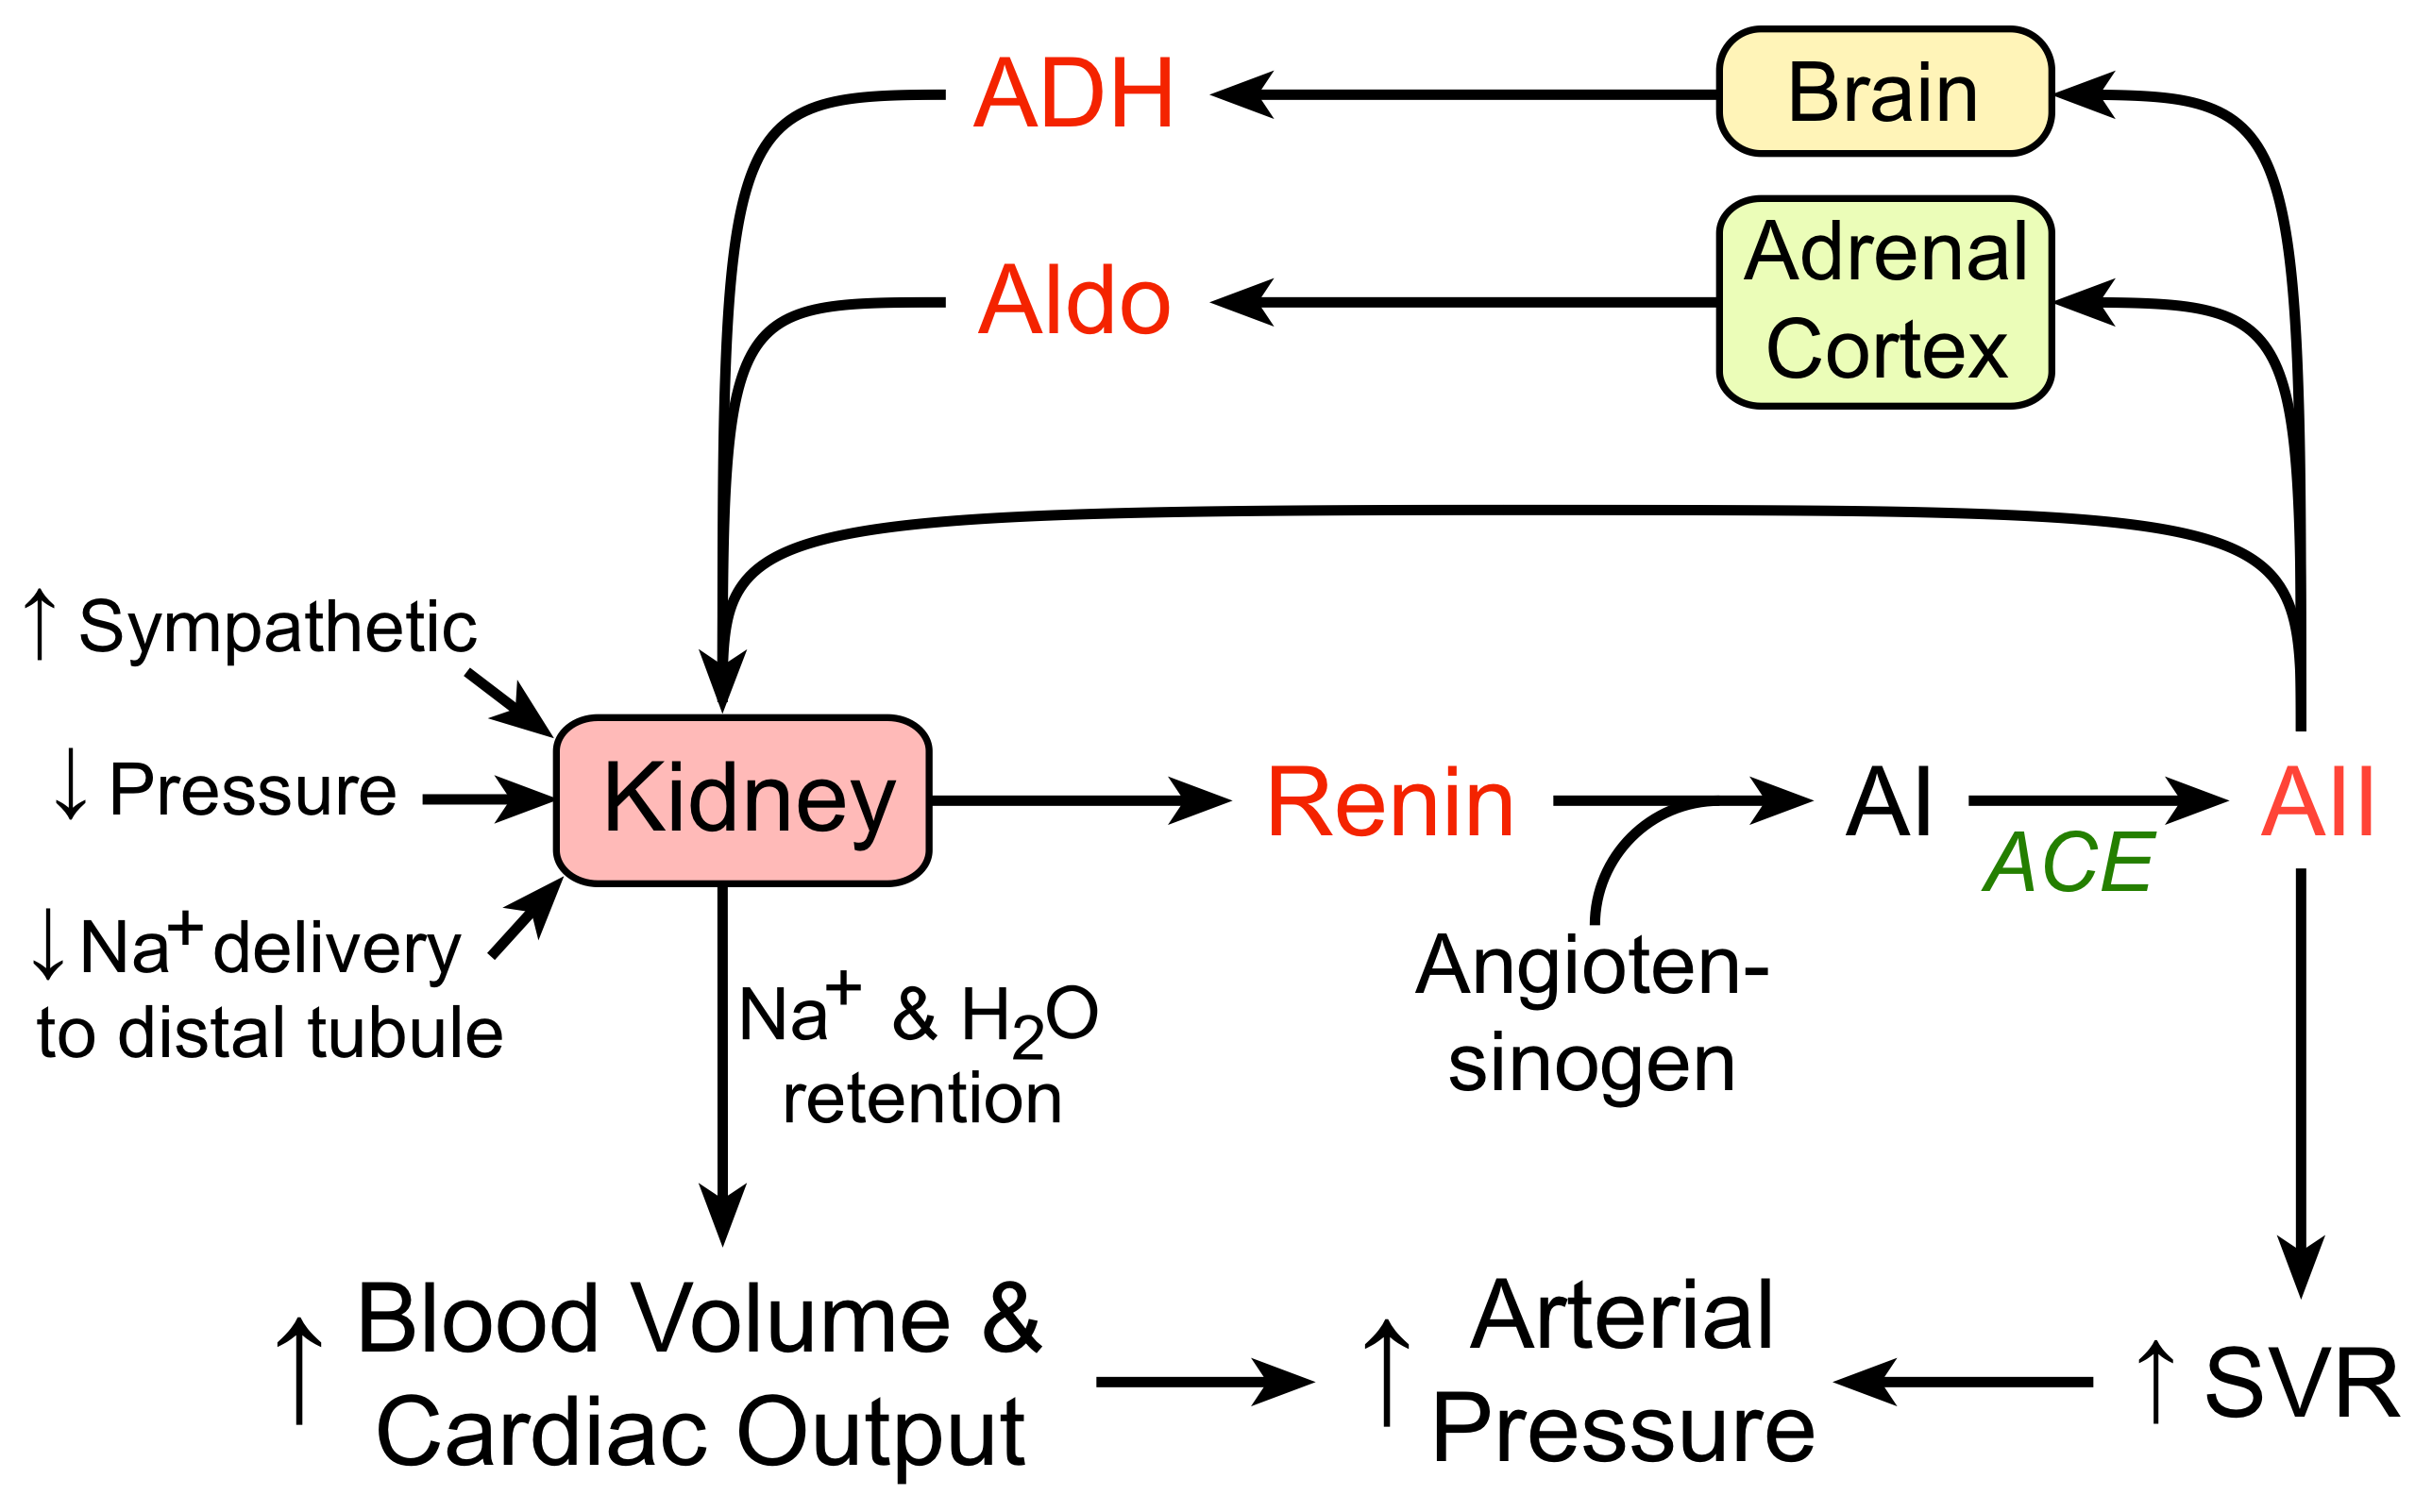 ADH
Brain
Aldo
Adrenal
Cortex
↑ Sympathetic
↓ Pressure
↓ Na⁺ delivery
to distal tubule
Kidney
Renin
AI
ACE
AII
Angioten-
sinogen
Na⁺ & H₂O
retention
↑ Blood Volume &
Cardiac Output
↑ Arterial
Pressure
↑ SVR